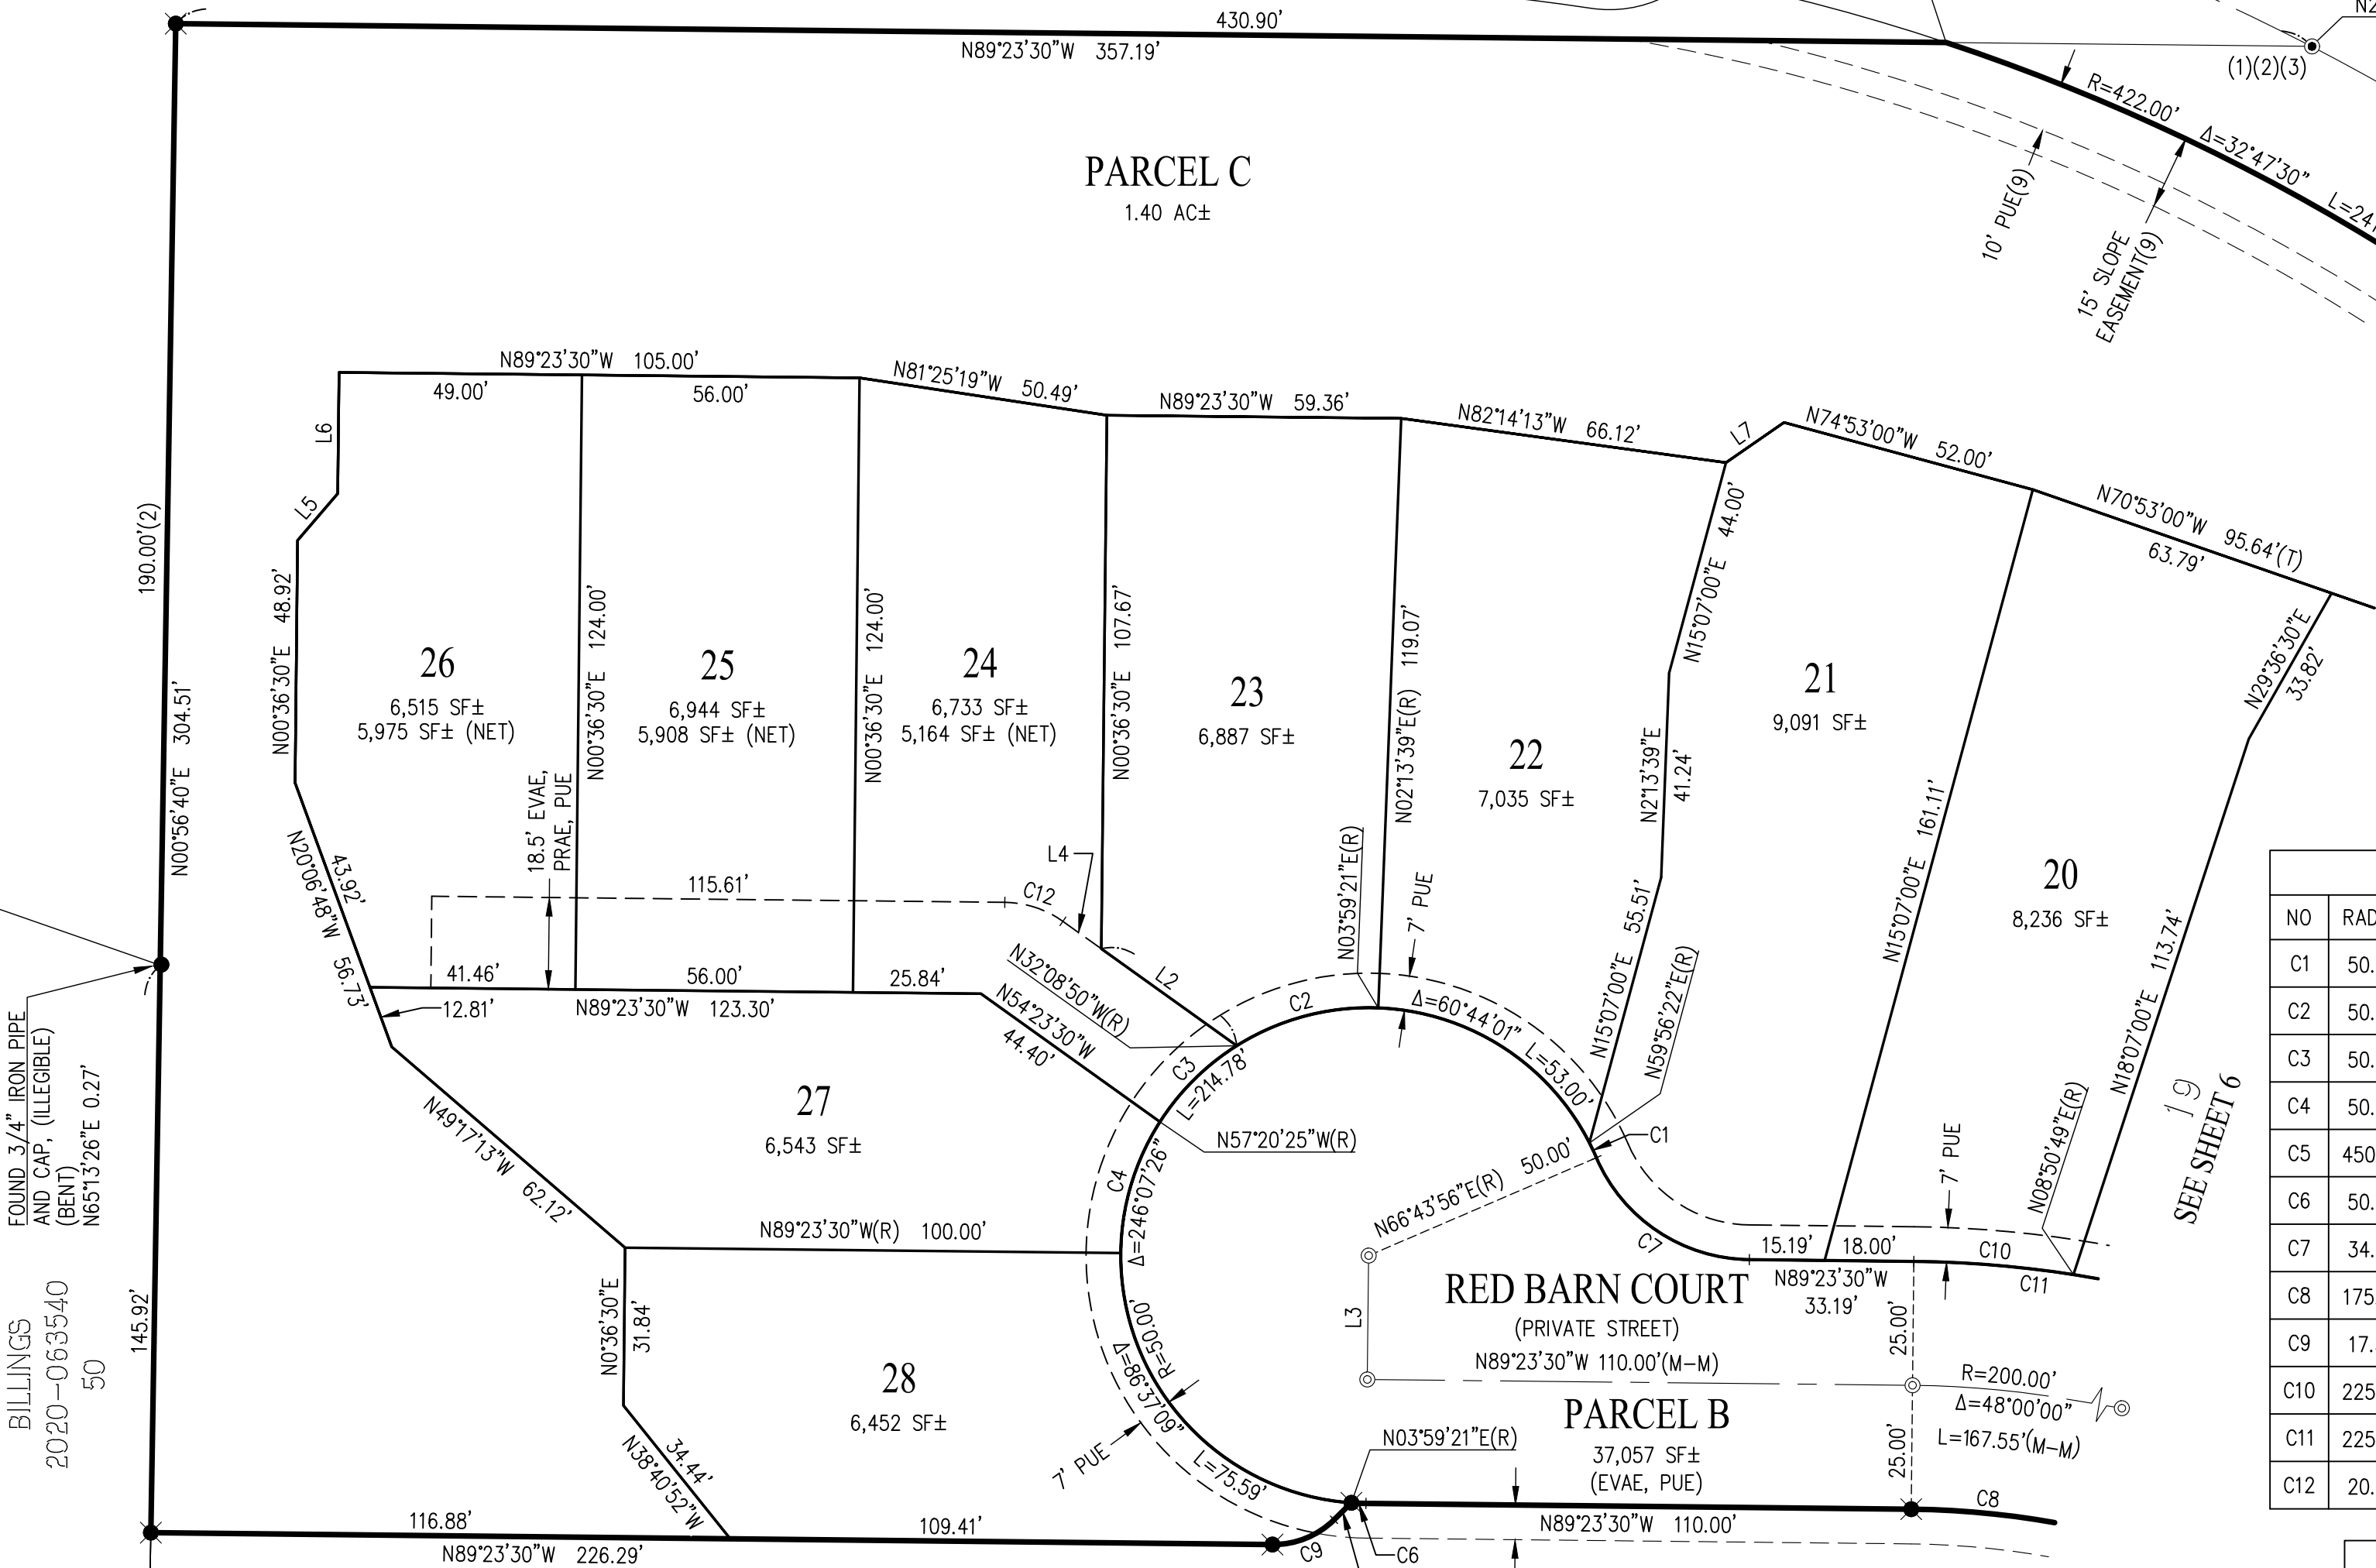 430.90’
N89°23’30”W 357.19’
N2
(1)(2)(3)
R=422.00’
Δ=32°47’30”
L=241
PARCEL C
1.40 AC±
10’ PUE(9)
15’ SLOPE
EASEMENT(9)
N89°23’30”W 105.00’
49.00’
56.00’
N81°25’19”W 50.49’
N89°23’30”W 59.36’
N82°14’13”W 66.12’
L7
N74°53’00”W 52.00’
N70°53’00”W 95.64’(T)
63.79’
L6
L5
190.00’(2)
N00°56’40”E 304.51’
145.92’
N00°36’30”E 48.92’
26
6,515 SF±
5,975 SF± (NET)
N00°36’30”E 124.00’
25
6,944 SF±
5,908 SF± (NET)
N00°36’30”E 124.00’
24
6,733 SF±
5,164 SF± (NET)
N00°36’30”E 107.67’
23
6,887 SF±
N02°13’39”E(R) 119.07’
22
7,035 SF±
N15°07’00”E 44.00’
N2°13’39”E
41.24’
N15°07’00”E 55.51’
21
9,091 SF±
N15°07’00”E 161.11’
20
8,236 SF±
N29°36’30”E
33.82’
N18°07’00”E 113.74’
19
SEE SHEET 6
43.92’
N20°06’48”W 56.73’
18.5’ EVAE,
PRAE, PUE
115.61’
C12
L4
L2
41.46’
56.00’
25.84’
12.81’
N89°23’30”W 123.30’
N32°08’50”W(R)
N54°23’30”W
44.40’
N03°59’21”E(R)
7’ PUE
C2
Δ=60°44’01”
L=53.00’
N59°56’22”E(R)
C3
L=214.78’
C1
N57°20’25”W(R)
C4
Δ=246°07’26”
R=50.00’
27
6,543 SF±
N49°17’13”W 62.12’
N89°23’30”W(R) 100.00’
N66°43’56”E(R) 50.00’
C7
7’ PUE
N08°50’49”E(R)
15.19’
18.00’
C10
C11
N89°23’30”W
33.19’
RED BARN COURT
(PRIVATE STREET)
L3
N89°23’30”W 110.00’(M–M)
25.00’
25.00’
R=200.00’
Δ=48°00’00”
L=167.55’(M–M)
PARCEL B
37,057 SF±
(EVAE, PUE)
N03°59’21”E(R)
C8
N89°23’30”W 110.00’
C6
C9
N0°36’30”E
31.84’
28
6,452 SF±
34.44’
N38°40’52”W
7’ PUE
Δ=86°37’09”
L=75.59’
116.88’
109.41’
N89°23’30”W 226.29’
FOUND 3/4” IRON PIPE
AND CAP, (ILLEGIBLE)
(BENT)
N65°13’26”E 0.27’
BILLINGS
2020–063540
50
NO RAD
C1 50.
C2 50.
C3 50.
C4 50.
C5 450
C6 50.
C7 34.
C8 175
C9 17.
C10 225
C11 225
C12 20.